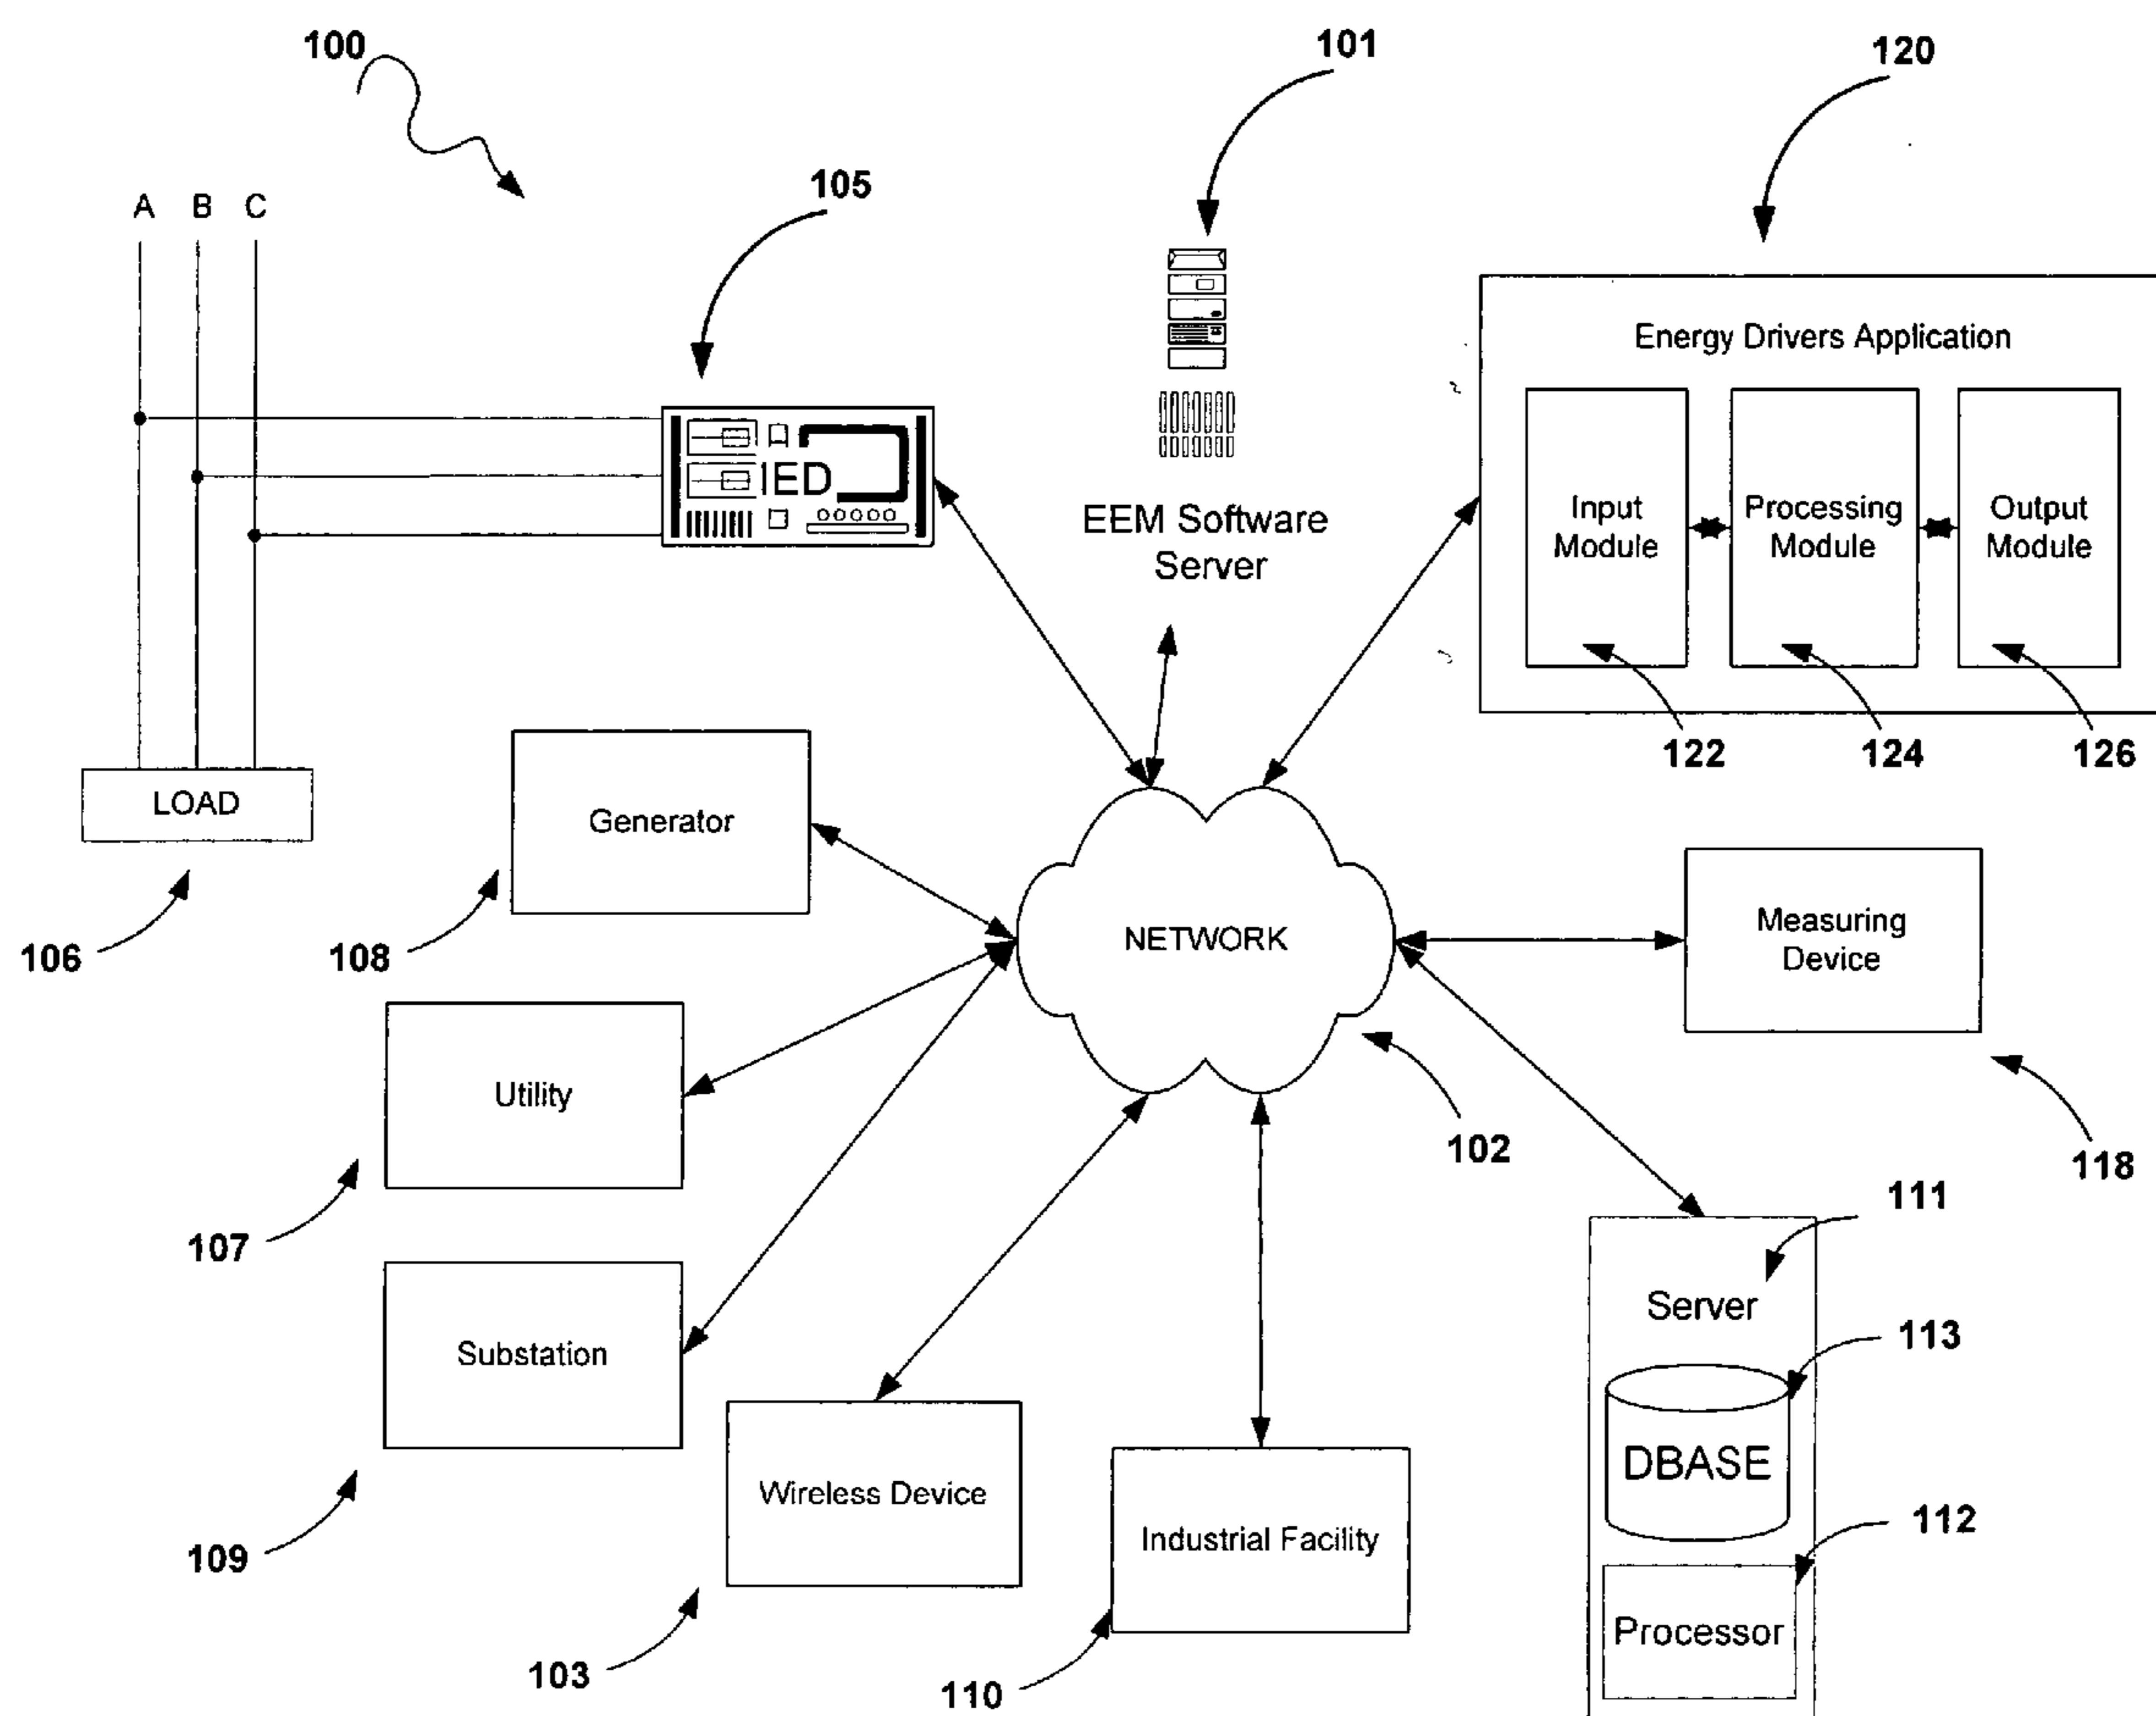 100
101
120
105
A B C
Energy Drivers Application
IED
Input
Module
Processing
Module
Output
Module
EEM Software
Server
122
124
126
LOAD
Generator
106
108
NETWORK
Measuring
Device
Utility
102
118
107
111
Server
Substation
113
DBASE
109
Wireless Device
Industrial Facility
112
Processor
103
110